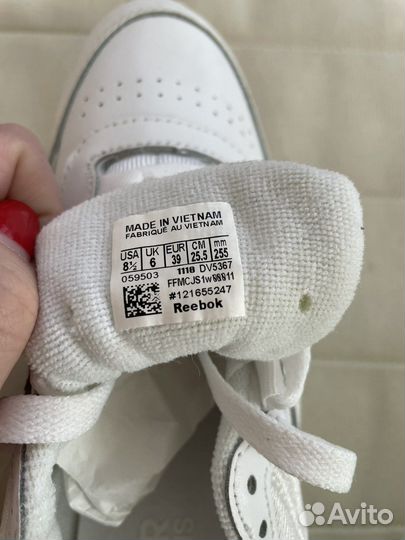 MADE IN VIETNAM
FABRIQUÉ AU VIETNAM
USA UK EUR CM mm
8½ 6 39 25.5 255
059503 1118 DV5367
#121655247
Reebok
Avito